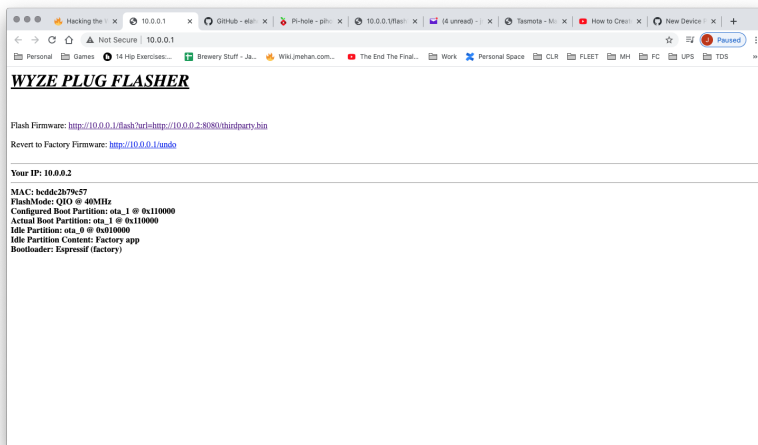 Hacking the
10.0.0.1
GitHub - elah
Pi-hole - piho
10.0.0.1/flash
(4 unread) -
Tasmota - Ma
How to Creat
New Device
Not Secure | 10.0.0.1
Paused
Personal
Games
14 Hip Exercises:...
Brewery Stuff - Ja...
Wiki.jmehan.com...
The End The Final...
Work
Personal Space
CLR
FLEET
MH
FC
UPS
TDS
»
WYZE PLUG FLASHER
Flash Firmware: http://10.0.0.1/flash?url=http://10.0.0.2:8080/thirdparty.bin
Revert to Factory Firmware: http://10.0.0.1/undo
Your IP: 10.0.0.2
MAC: bcddc2b79c57
FlashMode: QIO @ 40MHz
Configured Boot Partition: ota_1 @ 0x110000
Actual Boot Partition: ota_1 @ 0x110000
Idle Partition: ota_0 @ 0x010000
Idle Partition Content: Factory app
Bootloader: Espressif (factory)